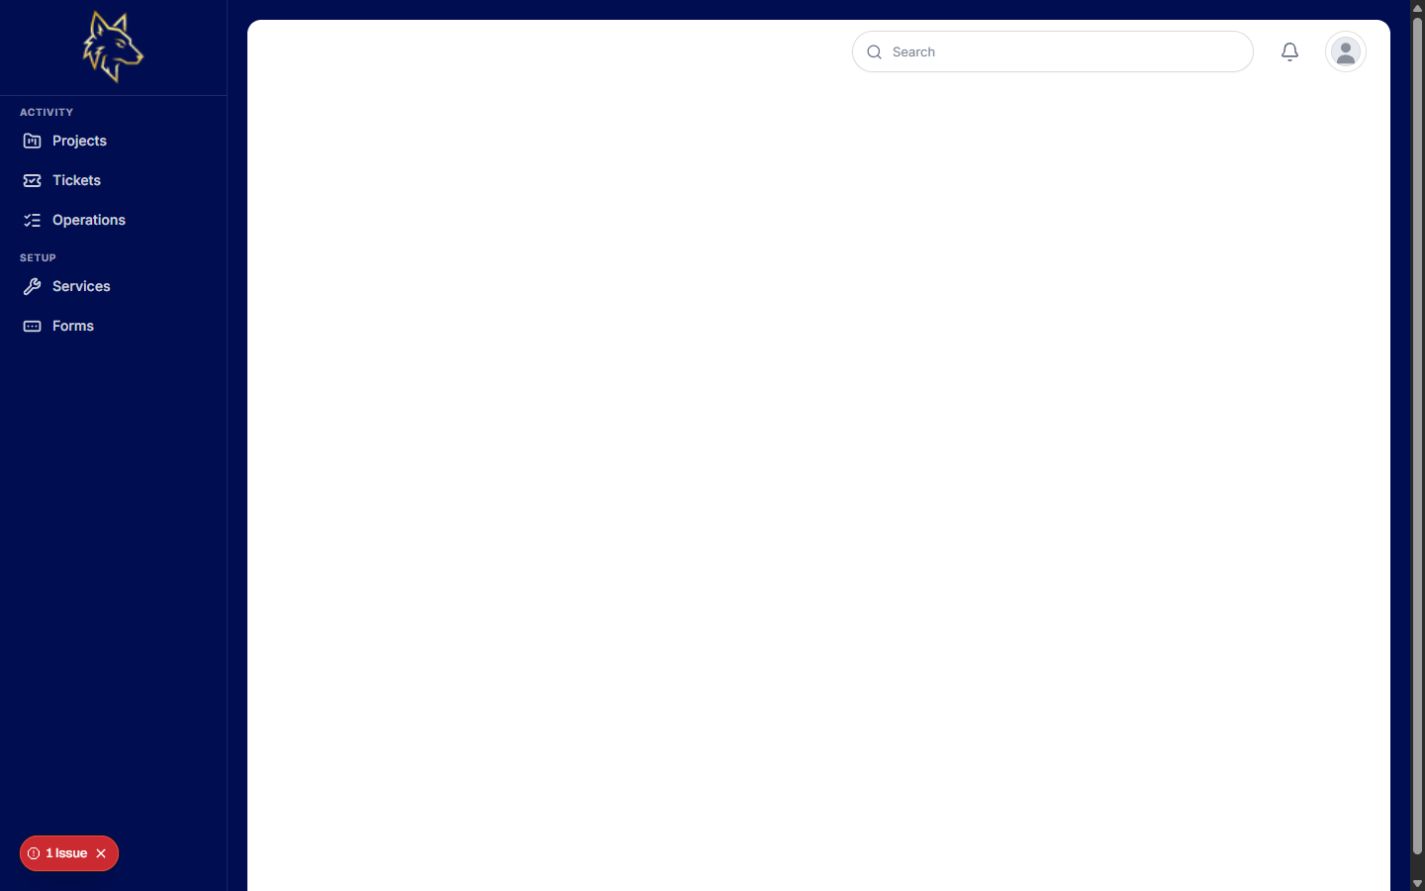 Search
ACTIVITY
Projects
Tickets
Operations
SETUP
Services
Forms
1 Issue